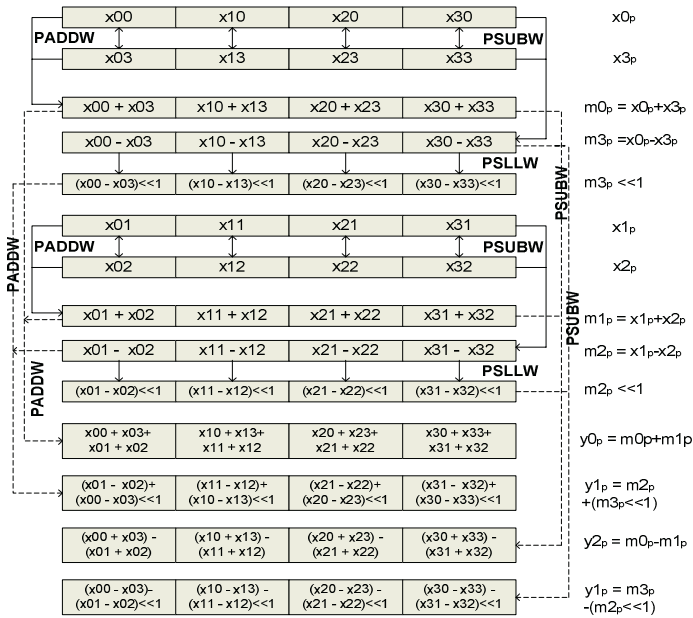 x00 x10 x20 x30 x0p
PADDW PSUBW
x03 x13 x23 x33 x3p
x00 + x03 x10 + x13 x20 + x23 x30 + x33 m0p = x0p+x3p
x00 - x03 x10 - x13 x20 - x23 x30 - x33 m3p =x0p-x3p
PSLLW
(x00 - x03)<<1 (x10 - x13)<<1 (x20 - x23)<<1 (x30 - x33)<<1 m3p <<1
PSUBW
x01 x11 x21 x31 x1p
PADDW PSUBW
PADDW
x02 x12 x22 x32 x2p
PSUBW
x01 + x02 x11 + x12 x21 + x22 x31 + x32 m1p = x1p+x2p
x01 - x02 x11 - x12 x21 - x22 x31 - x32 m2p = x1p-x2p
PSLLW
(x01 - x02)<<1 (x11 - x12)<<1 (x21 - x22)<<1 (x31 - x32)<<1 m2p <<1
PADDW
x00 + x03+ x10 + x13+ x20 + x23+ x30 + x33+
x01 + x02 x11 + x12 x21 + x22 x31 + x32
y0p = m0p+m1p
(x01 - x02)+ (x11 - x12)+ (x21 - x22)+ (x31 - x32)+ y1p = m2p
(x00 - x03)<<1 (x10 - x13)<<1 (x20 - x23)<<1 (x30 - x33)<<1 +(m3p<<1)
(x00 + x03) - (x10 + x13) - (x20 + x23) - (x30 + x33) -
(x01 + x02) (x11 + x12) (x21 + x22) (x31 + x32)
y2p = m0p-m1p
(x00 - x03)- (x10 - x13) - (x20 - x23) - (x30 - x33) - y1p = m3p
(x01 - x02)<<1 (x11 - x12)<<1 (x21 - x22)<<1 (x31 - x32)<<1 -(m2p<<1)